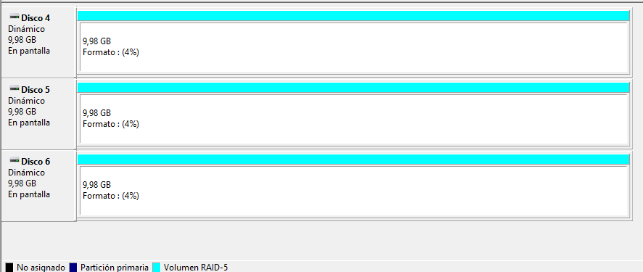 Disco 4
Dinámico
9,98 GB
En pantalla
9,98 GB
Formato : (4%)
Disco 5
Dinámico
9,98 GB
En pantalla
9,98 GB
Formato : (4%)
Disco 6
Dinámico
9,98 GB
En pantalla
9,98 GB
Formato : (4%)
No asignado Partición primaria Volumen RAID-5